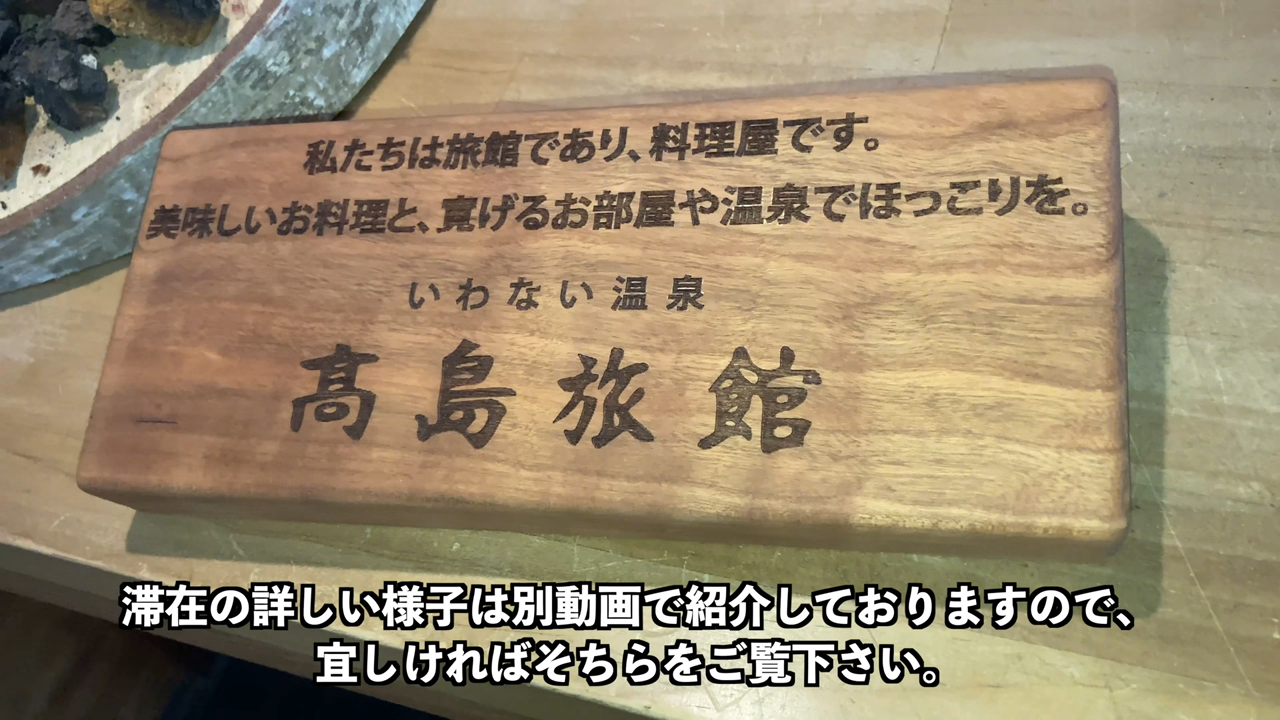 私たちは旅館であり、料理屋です。
美味しいお料理と、寛げるお部屋や温泉でほっこりを。
いわない温泉
髙島旅館
滞在の詳しい様子は別動画で紹介しておりますので、
宜しければそちらをご覧下さい。